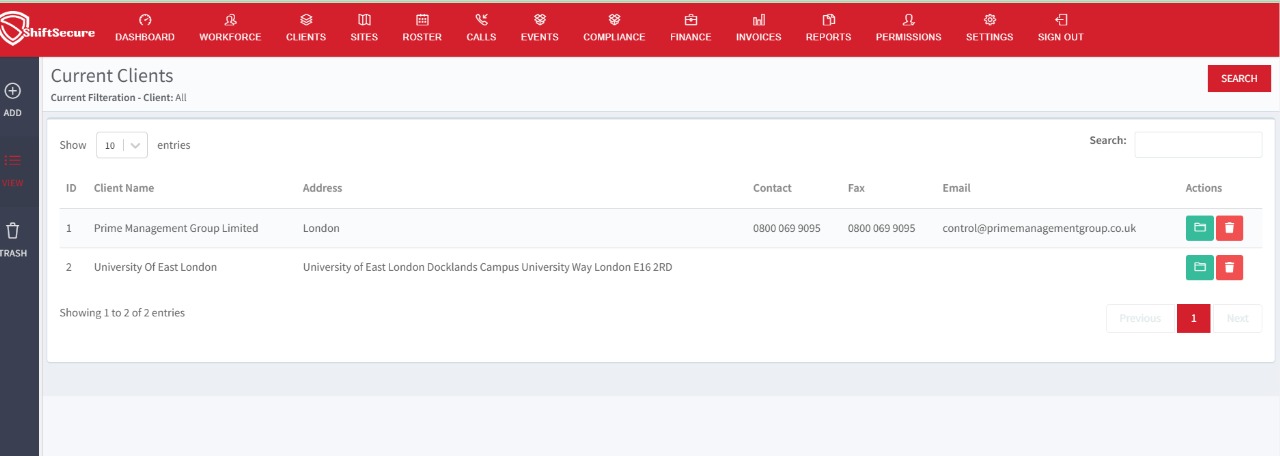 ShiftSecure
DASHBOARD WORKFORCE CLIENTS SITES ROSTER CALLS EVENTS COMPLIANCE FINANCE INVOICES REPORTS PERMISSIONS SETTINGS SIGN OUT
ADD
VIEW
TRASH
Current Clients
SEARCH
Current Filteration - Client: All
Show 10 entries
Search:
ID Client Name Address Contact Fax Email Actions
1 Prime Management Group Limited London 0800 069 9095 0800 069 9095 control@primemanagementgroup.co.uk
2 University Of East London University of East London Docklands Campus University Way London E16 2RD
Showing 1 to 2 of 2 entries
Previous 1 Next